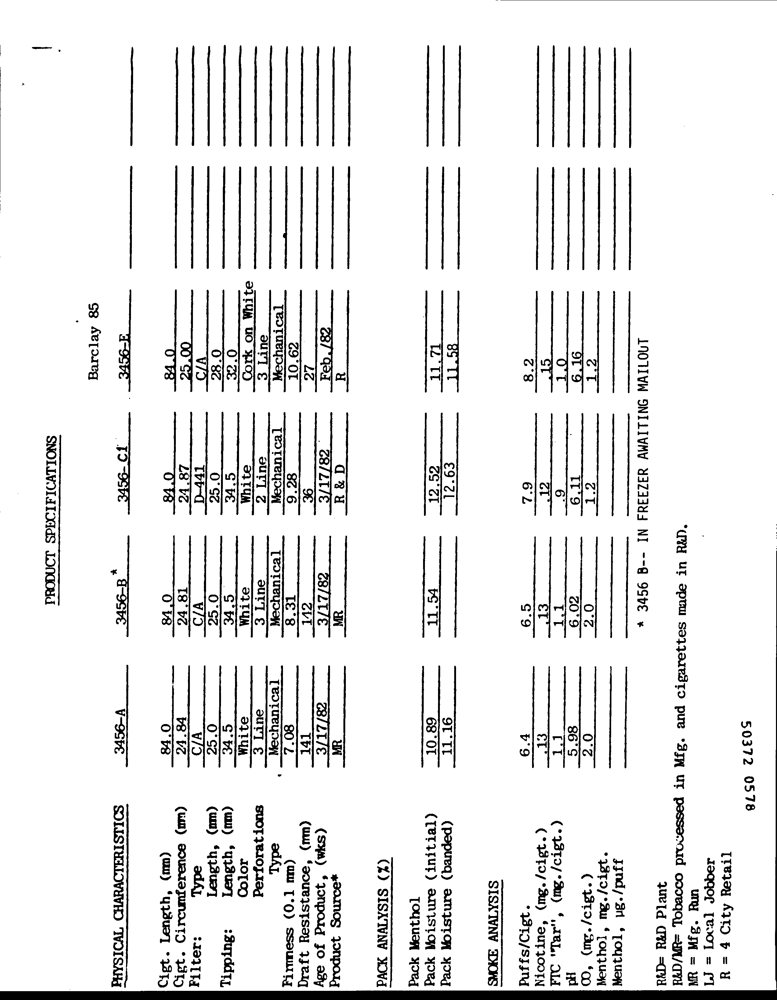 PRODUCT SPECIFICATIONS
Barclay 85
PHYSICAL CHARACTERISTICS 3456-A 3456-B * 3456-C1 3456-E
Cigt. Length, (mm) 84.0 84.0 84.0 84.0
Cigt. Circumference (mm) 24.84 24.81 24.87 25.00
Filter: Type C/A C/A D-441 C/A
Length, (mm) 25.0 25.0 25.0 28.0
Tipping: Length, (mm) 34.5 34.5 34.5 32.0
Color White White White Cork on White
Perforations 3 Line 3 Line 2 Line 3 Line
Type Mechanical Mechanical Mechanical Mechanical
Firmness (0.1 mm) 7.08 8.31 9.28 10.62
Draft Resistance, (mm) 141 142 36 27
Age of Product, (wks) 3/17/82 3/17/82 3/17/82 Feb./82
Product Source* MR MR R & D R
PACK ANALYSIS (%)
Pack Menthol
Pack Moisture (initial) 10.89 11.54 12.52 11.71
Pack Moisture (banded) 11.16 12.63 11.58
SMOKE ANALYSIS
Puffs/Cigt. 6.4 6.5 7.9 8.2
Nicotine, (mg./cigt.) .13 .13 .12 .15
FTC "Tar", (mg./cigt.) 1.1 1.1 .9 1.0
pH 5.98 6.02 6.11 6.16
CO, (mg./cigt.) 2.0 2.0 1.2 1.2
Menthol, mg./cigt.
Menthol, µg./puff
* 3456 B-- IN FREEZER AWAITING MAILOUT
R&D= R&D Plant
R&D/MR= Tobacco processed in Mfg. and cigarettes made in R&D.
MR = Mfg. Run
LJ = Local Jobber
R = 4 City Retail
50372 0578